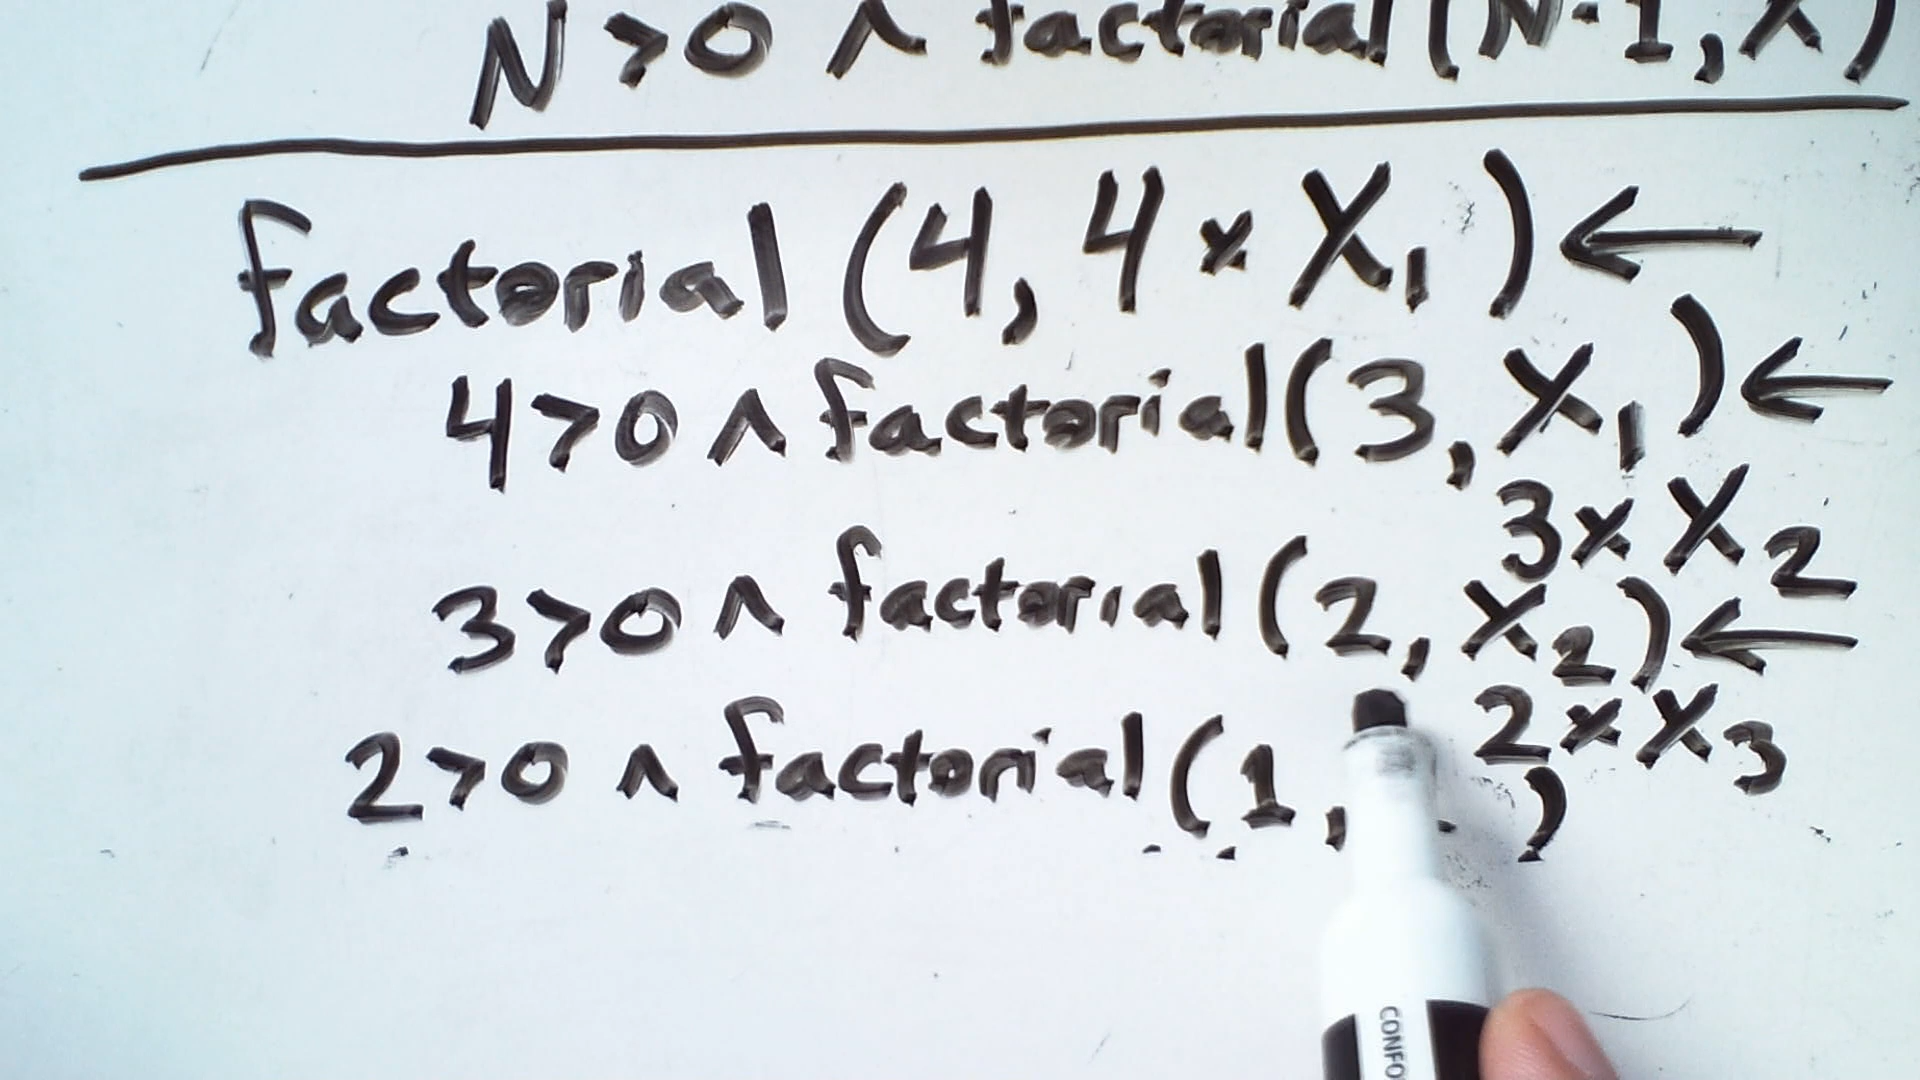 N>0 ∧ factorial(N-1, X)
factorial (4, 4 × X₁) ←
4>0 ∧ factorial(3, X₁) ←
3× X₂
3>0 ∧ factorial (2, X₂) ←
2× X₃
2>0 ∧ factorial (1, )
CONFO